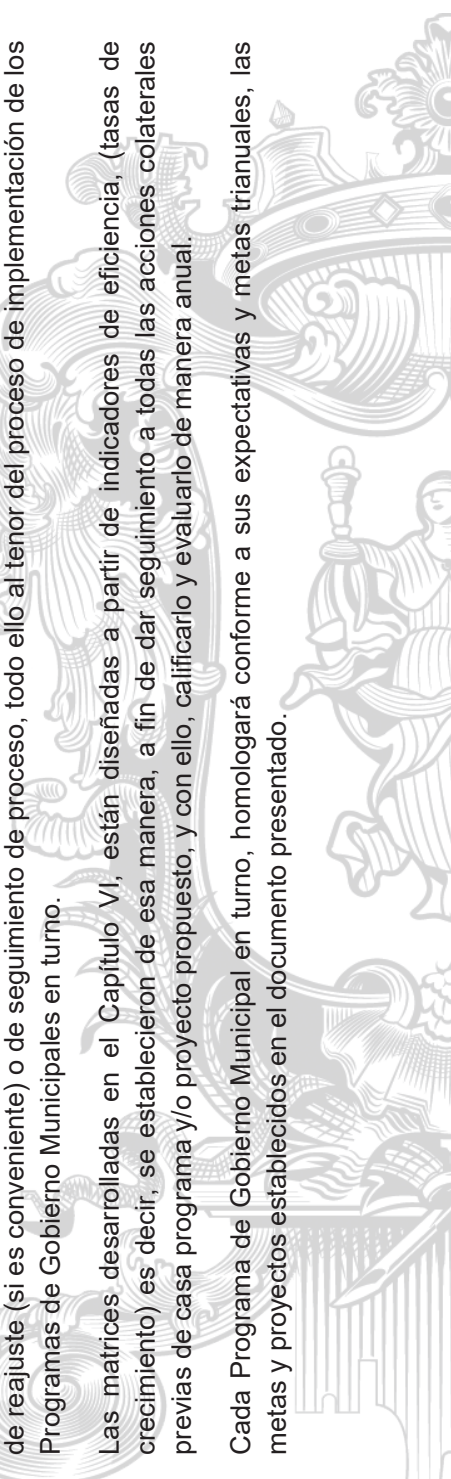 de reajuste (si es conveniente) o de seguimiento de proceso, todo ello al tenor del proceso de implementación de los
Programas de Gobierno Municipales en turno.
Las matrices desarrolladas en el Capítulo VI, están diseñadas a partir de indicadores de eficiencia, (tasas de
crecimiento) es decir, se establecieron de esa manera, a fin de dar seguimiento a todas las acciones colaterales
previas de casa programa y/o proyecto propuesto, y con ello, calificarlo y evaluarlo de manera anual.
Cada Programa de Gobierno Municipal en turno, homologará conforme a sus expectativas y metas trianuales, las
metas y proyectos establecidos en el documento presentado.